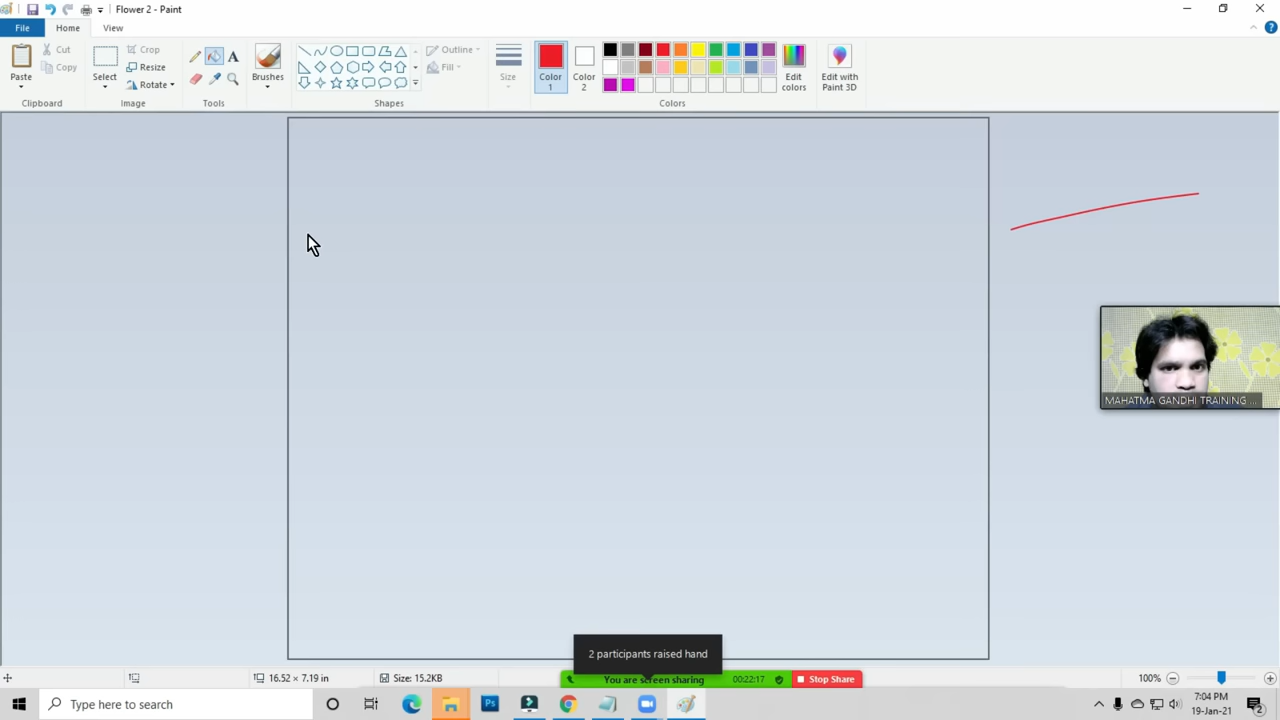 Flower 2 - Paint
File
Home
View
Paste
Cut
Copy
Clipboard
Select
Crop
Resize
Rotate
Image
Tools
Brushes
Shapes
Outline
Fill
Size
Color
1
Color
2
Colors
Edit
colors
Edit with
Paint 3D
MAHATMA GANDHI TRAINING ...
2 participants raised hand
16.52 × 7.19 in
Size: 15.2KB
You are screen sharing
00:22:17
Stop Share
100%
Type here to search
Ps
7:04 PM
19-Jan-21
2